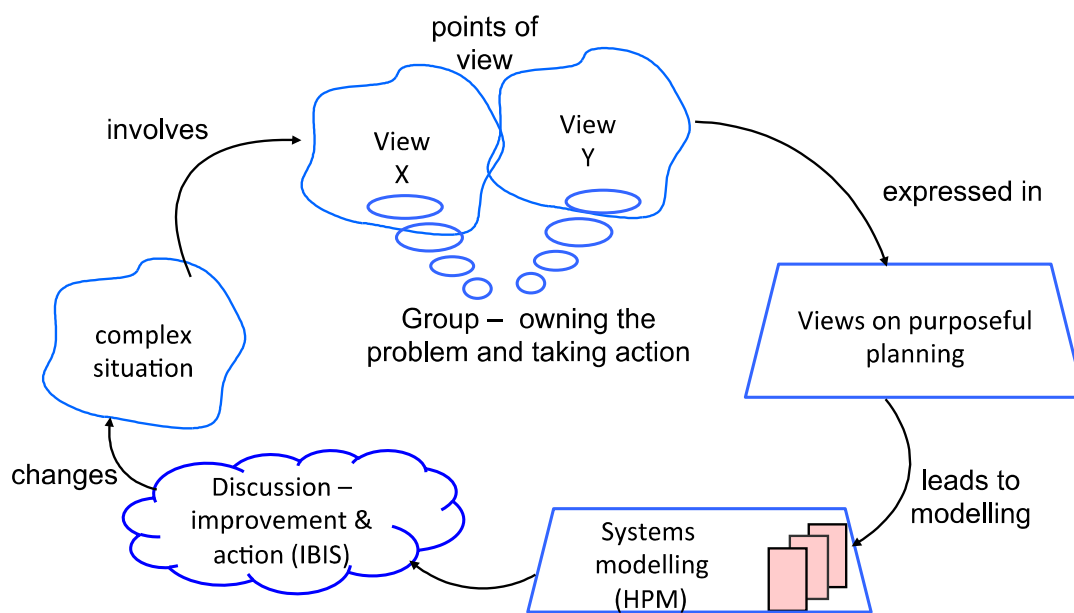 points of
view
involves
View
X
View
Y
expressed in
Group – owning the
problem and taking action
complex
situation
Views on purposeful
planning
changes
Discussion –
improvement &
action (IBIS)
leads to
modelling
Systems
modelling
(HPM)